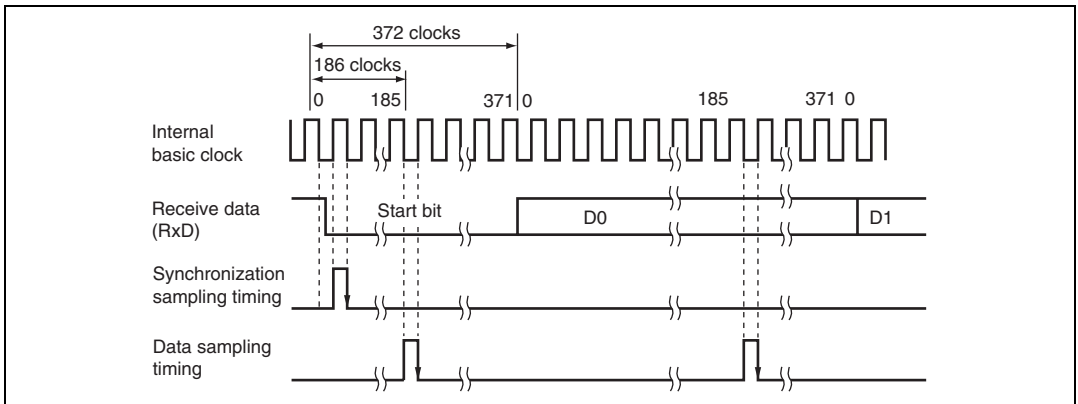 372 clocks
186 clocks
0 185 371 0 185 371 0
Internal
basic clock
Receive data
(RxD)
Start bit D0 D1
Synchronization
sampling timing
Data sampling
timing